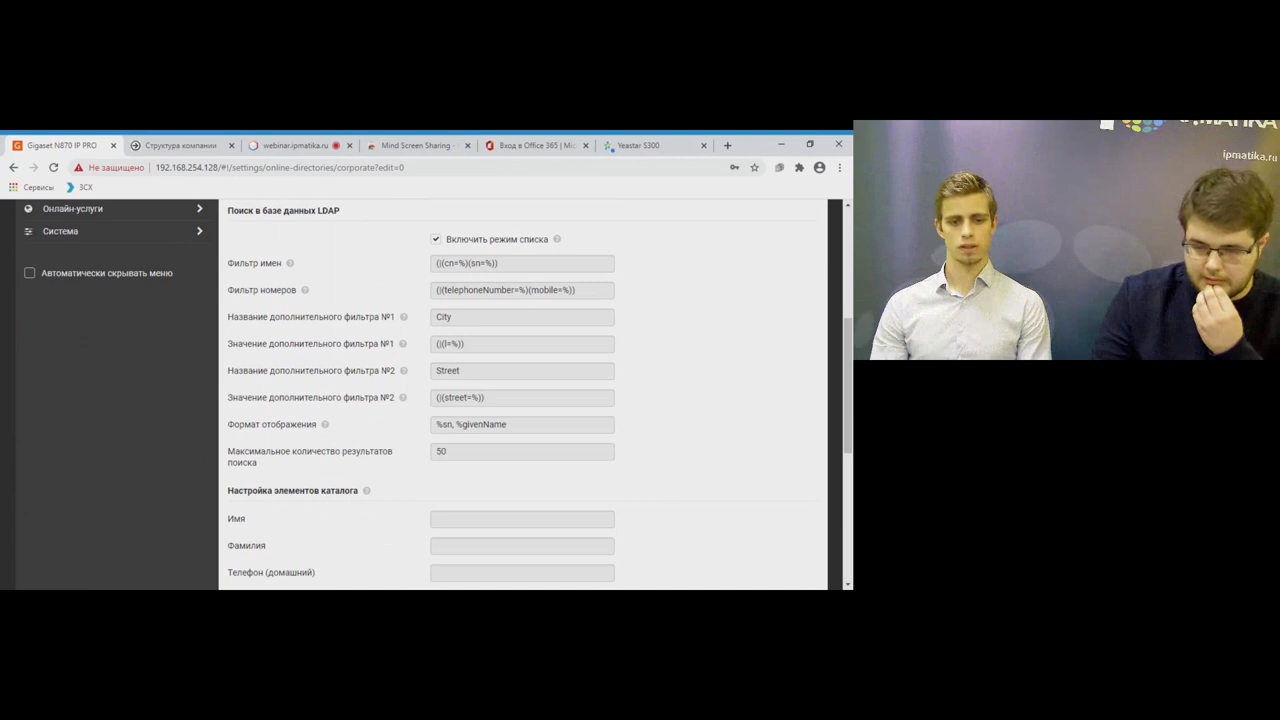 Gigaset N870 IP PRO
Структура компании
webinar.ipmatika.ru
Mind Screen Sharing -
Вход в Office 365 | Mic
Yeastar S300
Не защищено
192.168.254.128/#!/settings/online-directories/corporate?edit=0
Сервисы
3CX
Онлайн-услуги
Система
Автоматически скрывать меню
Поиск в базе данных LDAP
Включить режим списка
Фильтр имен
(|(cn=%)(sn=%))
Фильтр номеров
(|(telephoneNumber=%)(mobile=%))
Название дополнительного фильтра №1
City
Значение дополнительного фильтра №1
(|(l=%))
Название дополнительного фильтра №2
Street
Значение дополнительного фильтра №2
(|(street=%))
Формат отображения
%sn, %givenName
Максимальное количество результатов
поиска
50
Настройка элементов каталога
Имя
Фамилия
Телефон (домашний)
ipmatika.ru